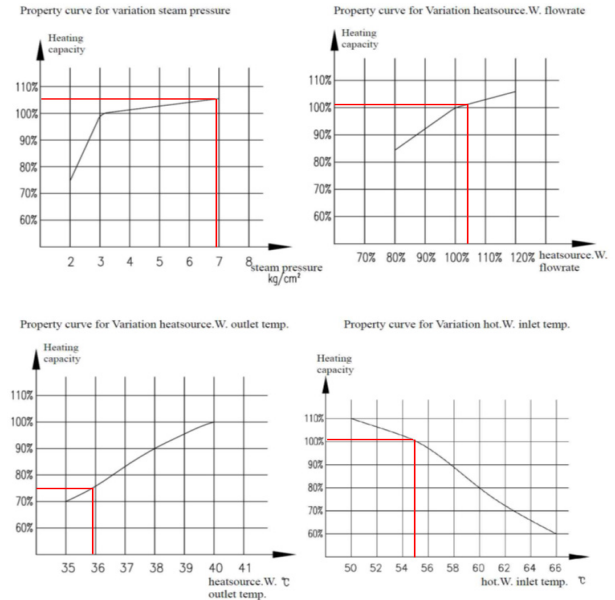 Property curve for variation steam pressure
Heating
capacity
110%
100%
90%
80%
70%
60%
2 3 4 5 6 7 8
steam pressure
kg/cm²
Property curve for Variation heatsource.W. flowrate
Heating
capacity
110%
100%
90%
80%
70%
60%
70% 80% 90% 100% 110% 120% heatsource.W.
flowrate
Property curve for Variation heatsource.W. outlet temp.
Heating
capacity
110%
100%
90%
80%
70%
60%
35 36 37 38 39 40 41
heatsource.W. ℃
outlet temp.
Property curve for Variation hot.W. inlet temp.
Heating
capacity
110%
100%
90%
80%
70%
60%
50 52 54 56 58 60 62 64 66
hot.W. inlet temp. ℃